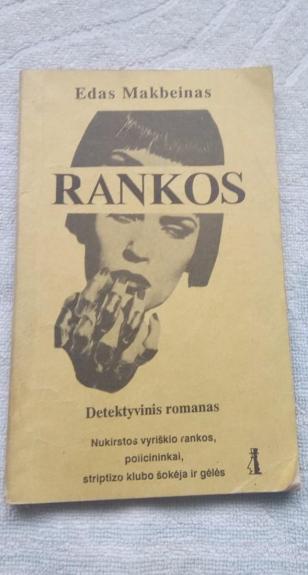 Edas Makbeinas
RANKOS
Detektyvinis romanas
Nukirstos vyriškio rankos,
policininkai,
striptizo klubo šokėja ir gėlės